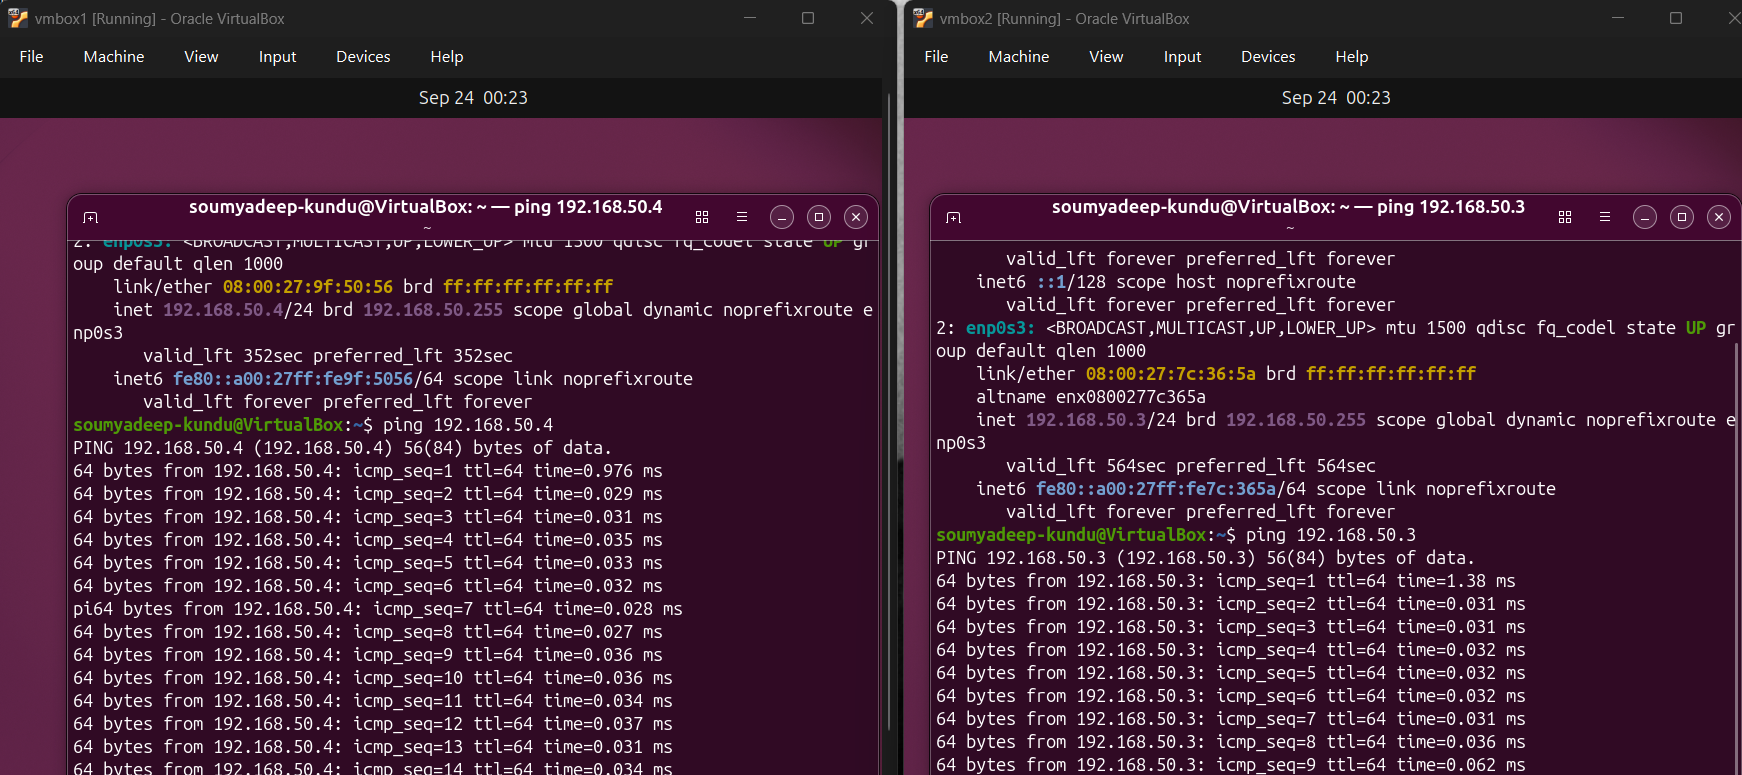 vmbox1 [Running] - Oracle VirtualBox
File Machine View Input Devices Help
Sep 24 00:23
soumyadeep-kundu@VirtualBox: ~ — ping 192.168.50.4
~
2: enp0s3: <BROADCAST,MULTICAST,UP,LOWER_UP> mtu 1500 qdisc fq_codel state UP gr
oup default qlen 1000
link/ether 08:00:27:9f:50:56 brd ff:ff:ff:ff:ff:ff
inet 192.168.50.4/24 brd 192.168.50.255 scope global dynamic noprefixroute e
np0s3
valid_lft 352sec preferred_lft 352sec
inet6 fe80::a00:27ff:fe9f:5056/64 scope link noprefixroute
valid_lft forever preferred_lft forever
soumyadeep-kundu@VirtualBox:~$ ping 192.168.50.4
PING 192.168.50.4 (192.168.50.4) 56(84) bytes of data.
64 bytes from 192.168.50.4: icmp_seq=1 ttl=64 time=0.976 ms
64 bytes from 192.168.50.4: icmp_seq=2 ttl=64 time=0.029 ms
64 bytes from 192.168.50.4: icmp_seq=3 ttl=64 time=0.031 ms
64 bytes from 192.168.50.4: icmp_seq=4 ttl=64 time=0.035 ms
64 bytes from 192.168.50.4: icmp_seq=5 ttl=64 time=0.033 ms
64 bytes from 192.168.50.4: icmp_seq=6 ttl=64 time=0.032 ms
pi64 bytes from 192.168.50.4: icmp_seq=7 ttl=64 time=0.028 ms
64 bytes from 192.168.50.4: icmp_seq=8 ttl=64 time=0.027 ms
64 bytes from 192.168.50.4: icmp_seq=9 ttl=64 time=0.036 ms
64 bytes from 192.168.50.4: icmp_seq=10 ttl=64 time=0.036 ms
64 bytes from 192.168.50.4: icmp_seq=11 ttl=64 time=0.034 ms
64 bytes from 192.168.50.4: icmp_seq=12 ttl=64 time=0.037 ms
64 bytes from 192.168.50.4: icmp_seq=13 ttl=64 time=0.031 ms
64 bytes from 192.168.50.4: icmp_seq=14 ttl=64 time=0.034 ms
vmbox2 [Running] - Oracle VirtualBox
File Machine View Input Devices Help
Sep 24 00:23
soumyadeep-kundu@VirtualBox: ~ — ping 192.168.50.3
~
valid_lft forever preferred_lft forever
inet6 ::1/128 scope host noprefixroute
valid_lft forever preferred_lft forever
2: enp0s3: <BROADCAST,MULTICAST,UP,LOWER_UP> mtu 1500 qdisc fq_codel state UP gr
oup default qlen 1000
link/ether 08:00:27:7c:36:5a brd ff:ff:ff:ff:ff:ff
altname enx0800277c365a
inet 192.168.50.3/24 brd 192.168.50.255 scope global dynamic noprefixroute e
np0s3
valid_lft 564sec preferred_lft 564sec
inet6 fe80::a00:27ff:fe7c:365a/64 scope link noprefixroute
valid_lft forever preferred_lft forever
soumyadeep-kundu@VirtualBox:~$ ping 192.168.50.3
PING 192.168.50.3 (192.168.50.3) 56(84) bytes of data.
64 bytes from 192.168.50.3: icmp_seq=1 ttl=64 time=1.38 ms
64 bytes from 192.168.50.3: icmp_seq=2 ttl=64 time=0.031 ms
64 bytes from 192.168.50.3: icmp_seq=3 ttl=64 time=0.031 ms
64 bytes from 192.168.50.3: icmp_seq=4 ttl=64 time=0.032 ms
64 bytes from 192.168.50.3: icmp_seq=5 ttl=64 time=0.032 ms
64 bytes from 192.168.50.3: icmp_seq=6 ttl=64 time=0.032 ms
64 bytes from 192.168.50.3: icmp_seq=7 ttl=64 time=0.031 ms
64 bytes from 192.168.50.3: icmp_seq=8 ttl=64 time=0.036 ms
64 bytes from 192.168.50.3: icmp_seq=9 ttl=64 time=0.062 ms